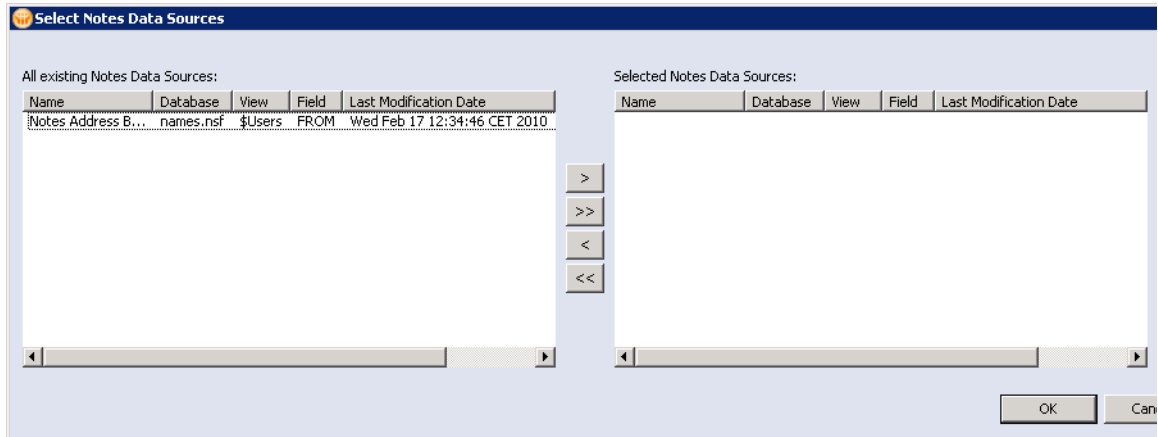 Select Notes Data Sources
All existing Notes Data Sources:
Name Database View Field Last Modification Date
Notes Address B... names.nsf $Users FROM Wed Feb 17 12:34:46 CET 2010
>
>>
<
<<
Selected Notes Data Sources:
Name Database View Field Last Modification Date
OK
Can